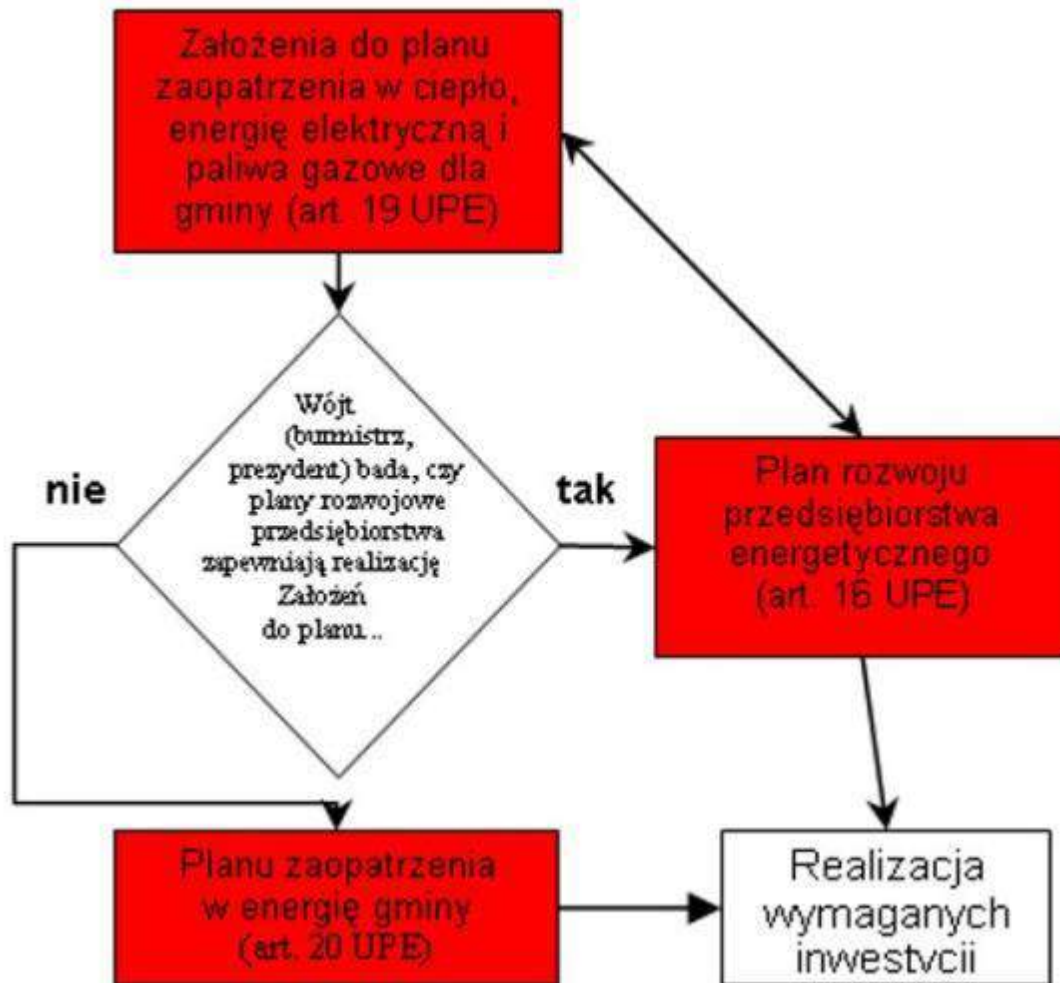 Założenia do planu
zaopatrzenia w ciepło,
energię elektryczną i
paliwa gazowe dla
gminy (art. 19 UPE)
Wójt
(burmistrz,
prezydent) bada, czy
plany rozwojowe
przedsiębiorstwa
zapewniają realizację
Założeń
do planu...
nie
tak
Plan rozwoju
przedsiębiorstwa
energetycznego
(art. 16 UPE)
Planu zaopatrzenia
w energię gminy
(art. 20 UPE)
Realizacja
wymaganych
inwestycji